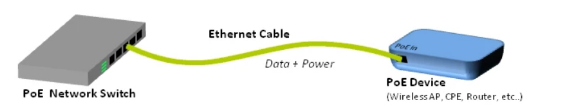 Ethernet Cable
PoE In
Data + Power
PoE Device
PoE Network Switch
(Wireless AP, CPE, Router, etc..)